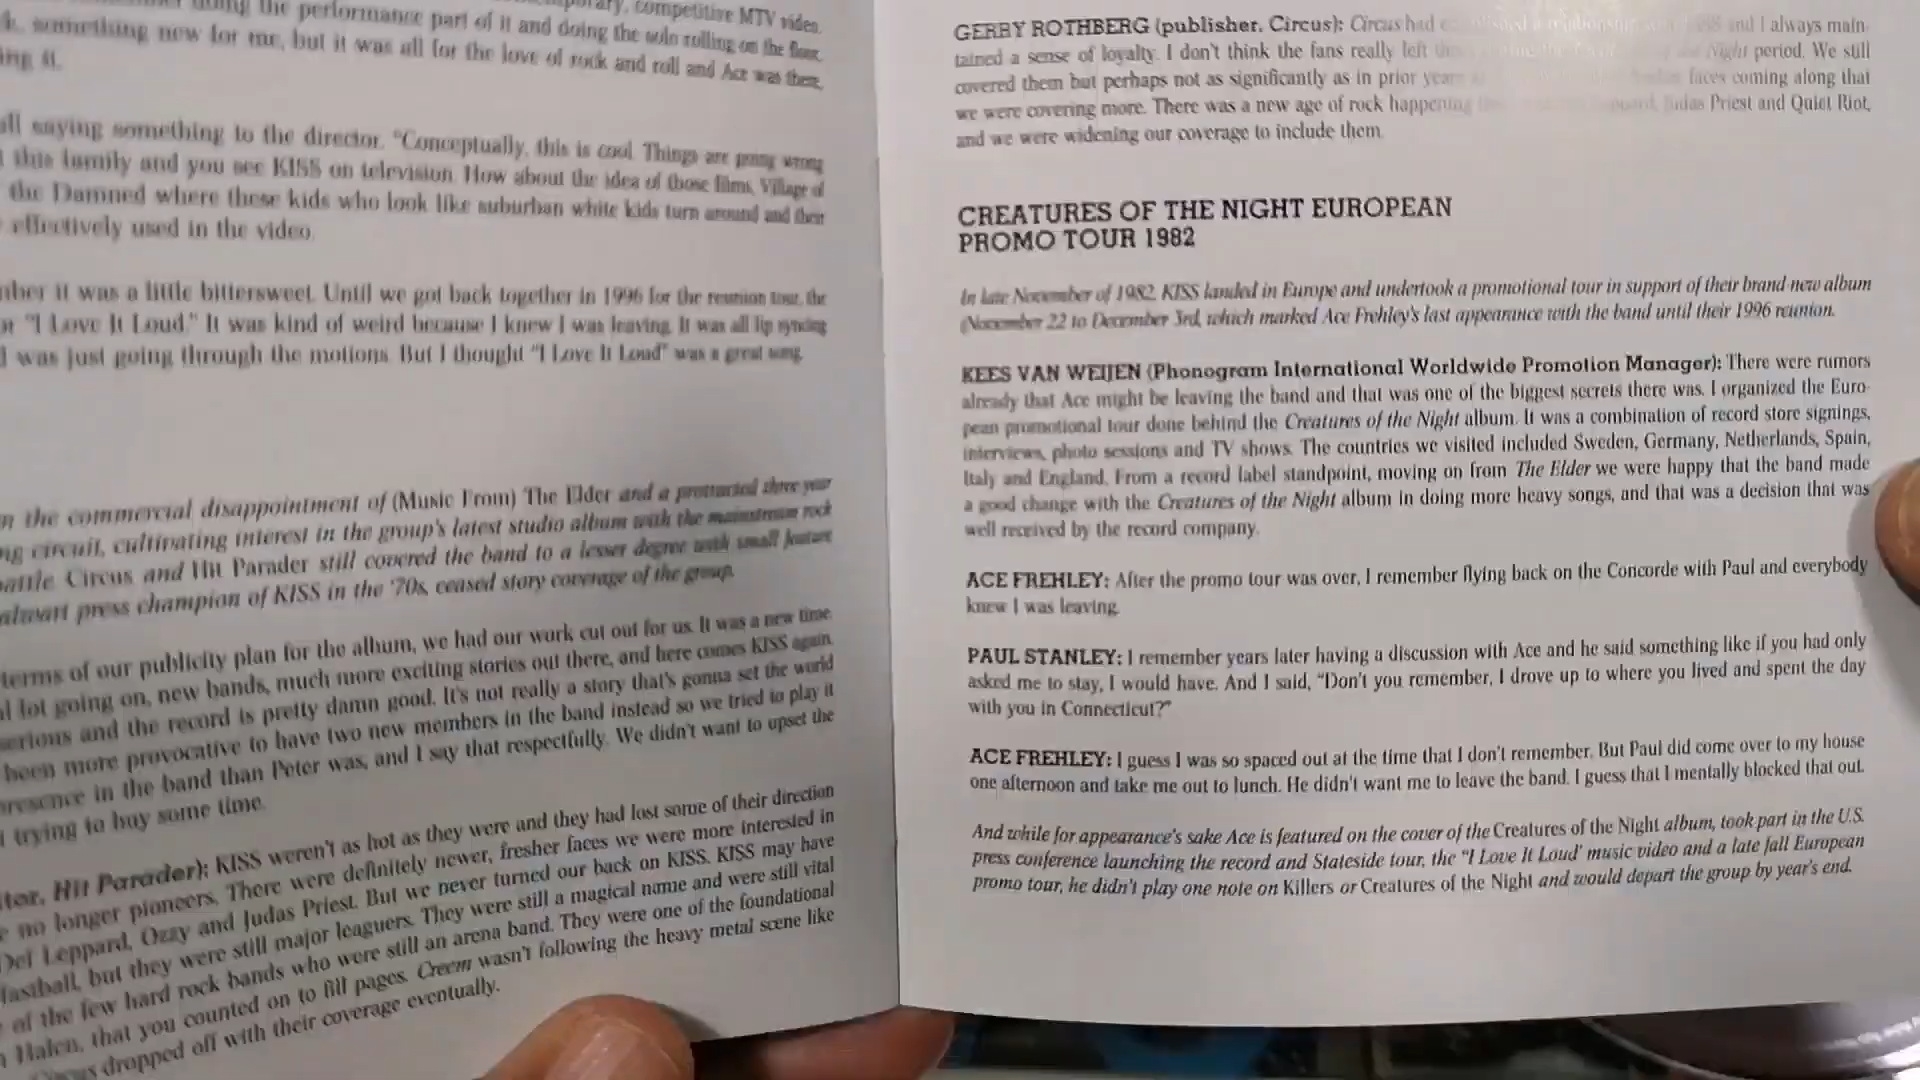 the performance part of it and doing the solo rolling on the floor,
something new for me, but it was all for the love of rock and roll and Ace was there,
ing it.
all saying something to the director, “Conceptually, this is cool. Things are going wrong
this family and you see KISS on television. How about the idea of those films, Village of
the Damned where these kids who look like suburban white kids turn around and their
effectively used in the video.
it was a little bittersweet. Until we got back together in 1996 for the reunion tour, the
“I Love It Loud.” It was kind of weird because I knew I was leaving. It was all lip syncing
was just going through the motions. But I thought “I Love It Loud” was a great song.
the commercial disappointment of (Music From) The Elder and a protracted three year
circuit, cultivating interest in the group's latest studio album with the mainstream rock
Circus and Hit Parader still covered the band to a lesser degree with small feature
press champion of KISS in the '70s, ceased story coverage of the group.
terms of our publicity plan for the album, we had our work cut out for us. It was a new time.
lot going on, new bands, much more exciting stories out there, and here comes KISS again.
serious and the record is pretty damn good. It's not really a story that's gonna set the world
been more provocative to have two new members in the band instead so we tried to play it
presence in the band than Peter was, and I say that respectfully. We didn't want to upset the
trying to buy some time.
Hit Parader): KISS weren't as hot as they were and they had lost some of their direction
no longer pioneers. There were definitely newer, fresher faces we were more interested in
Def Leppard, Ozzy and Judas Priest. But we never turned our back on KISS. KISS may have
fastball, but they were still major leaguers. They were still a magical name and were still vital
of the few hard rock bands who were still an arena band. They were one of the foundational
Halen, that you counted on to fill pages. Creem wasn't following the heavy metal scene like
dropped off with their coverage eventually.
GERRY ROTHBERG (publisher, Circus): Circus had and I always main-
tained a sense of loyalty. I don't think the fans really left Night period. We still
covered them but perhaps not as significantly as in prior years faces coming along that
we were covering more. There was a new age of rock happening Judas Priest and Quiet Riot,
and we were widening our coverage to include them.
CREATURES OF THE NIGHT EUROPEAN
PROMO TOUR 1982
In late November of 1982, KISS landed in Europe and undertook a promotional tour in support of their brand-new album
(November 22 to December 3rd, which marked Ace Frehley's last appearance with the band until their 1996 reunion.
KEES VAN WEIJEN (Phonogram International Worldwide Promotion Manager): There were rumors
already that Ace might be leaving the band and that was one of the biggest secrets there was. I organized the Euro-
pean promotional tour done behind the Creatures of the Night album. It was a combination of record store signings,
interviews, photo sessions and TV shows. The countries we visited included Sweden, Germany, Netherlands, Spain,
Italy and England. From a record label standpoint, moving on from The Elder we were happy that the band made
a good change with the Creatures of the Night album in doing more heavy songs, and that was a decision that was
well received by the record company.
ACE FREHLEY: After the promo tour was over, I remember flying back on the Concorde with Paul and everybody
knew I was leaving.
PAUL STANLEY: I remember years later having a discussion with Ace and he said something like if you had only
asked me to stay, I would have. And I said, “Don't you remember, I drove up to where you lived and spent the day
with you in Connecticut?”
ACE FREHLEY: I guess I was so spaced out at the time that I don't remember. But Paul did come over to my house
one afternoon and take me out to lunch. He didn't want me to leave the band. I guess that I mentally blocked that out.
And while for appearance's sake Ace is featured on the cover of the Creatures of the Night album, took part in the U.S.
press conference launching the record and Stateside tour, the “I Love It Loud' music video and a late fall European
promo tour, he didn't play one note on Killers or Creatures of the Night and would depart the group by year's end.